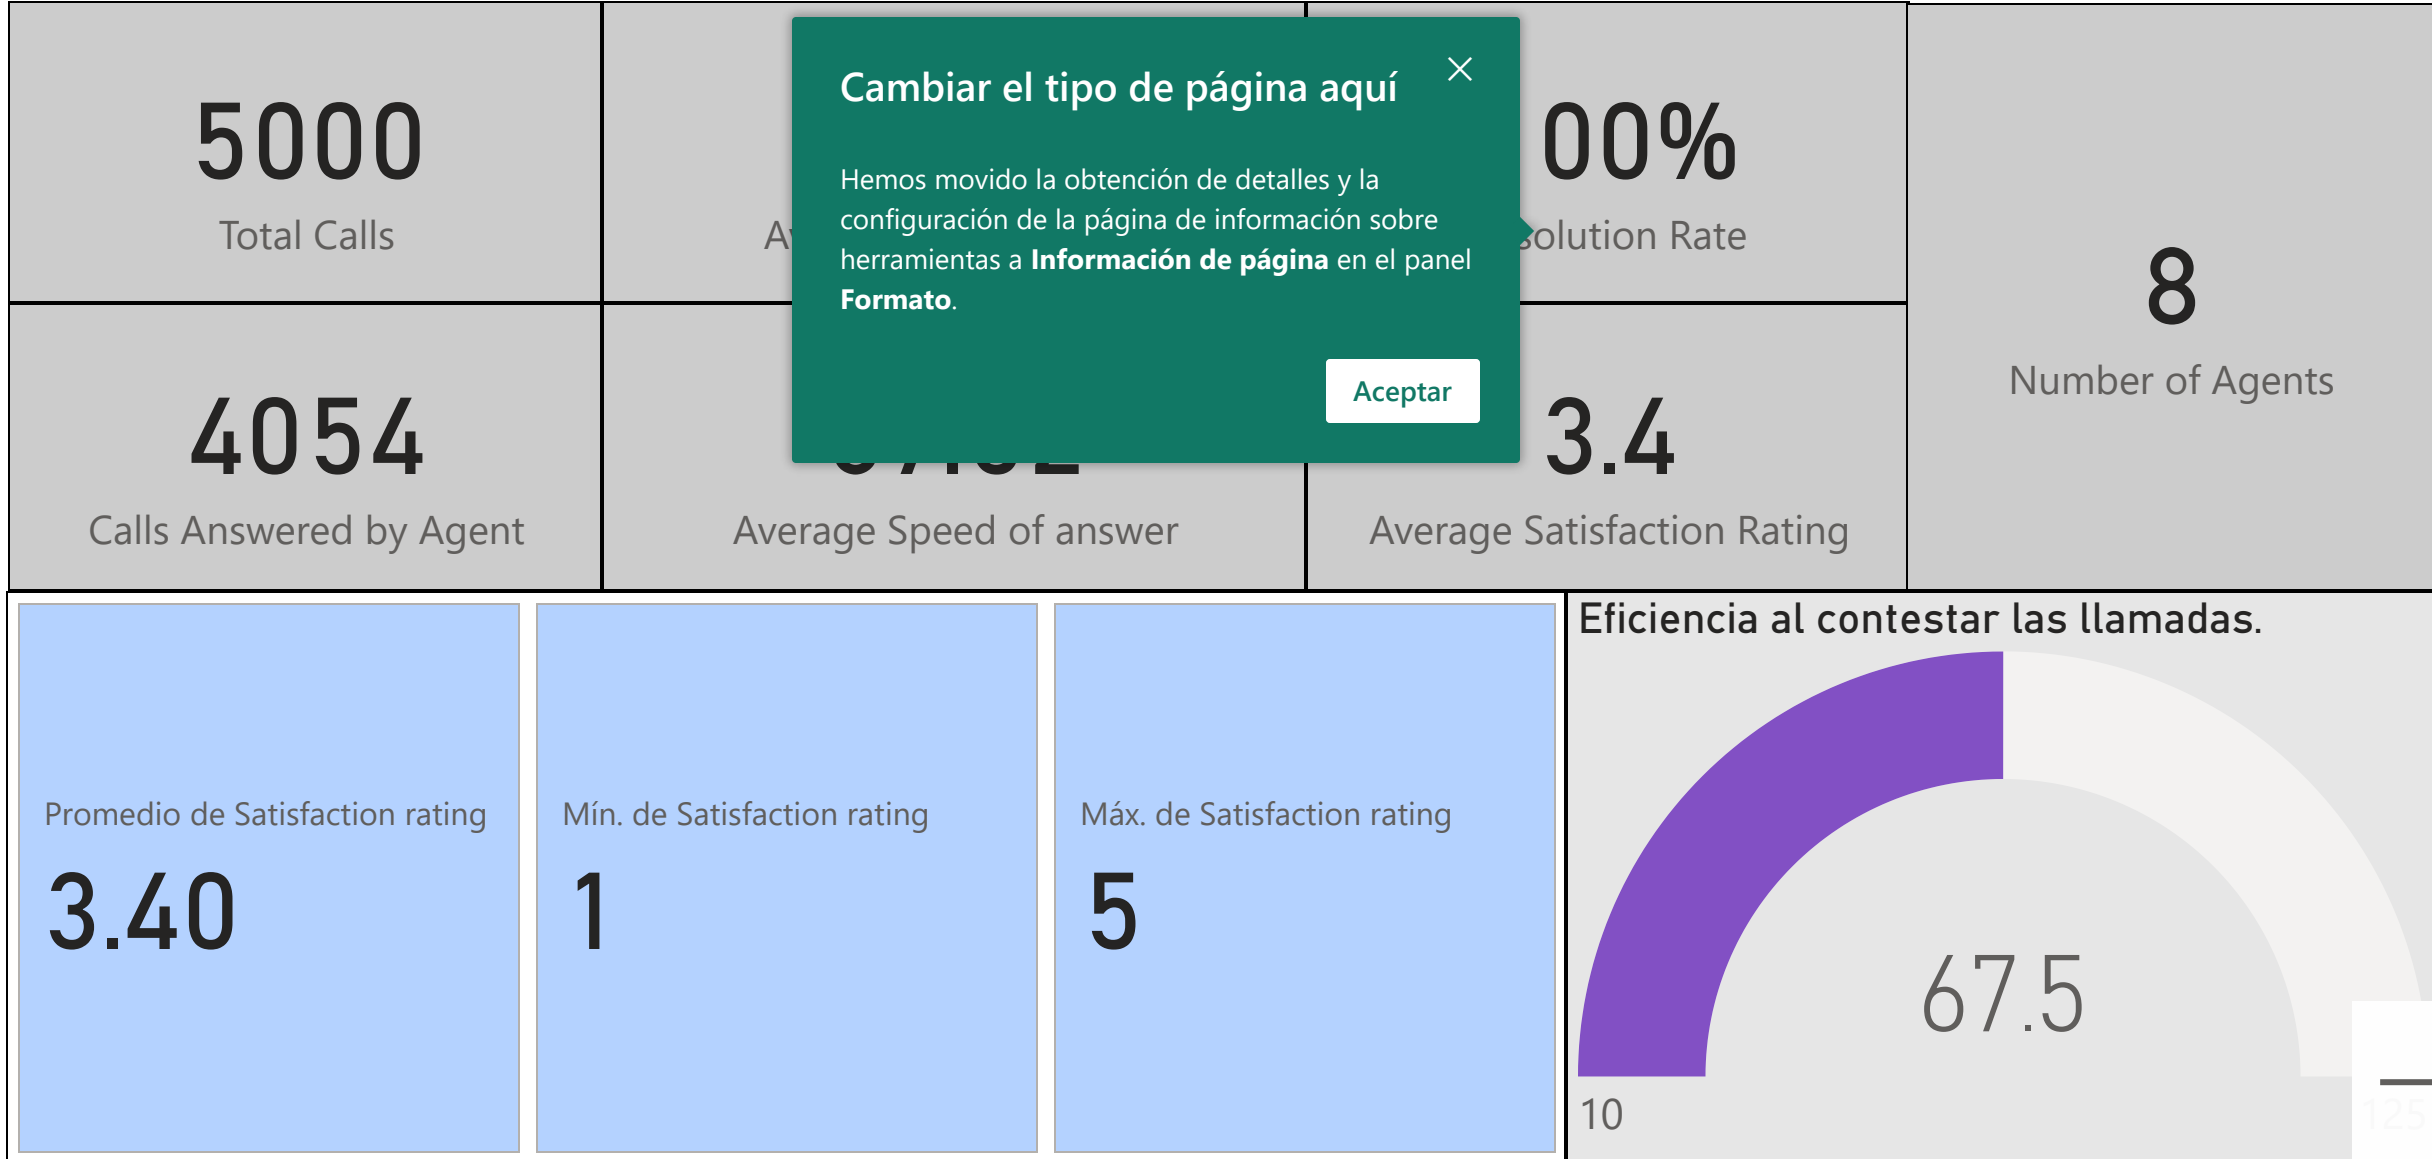 5000
Total Calls
Cambiar el tipo de página aquí
Hemos movido la obtención de detalles y la
configuración de la página de información sobre
herramientas a Información de página en el panel
Formato.
Aceptar
00%
solution Rate
8
Number of Agents
4054
Calls Answered by Agent
Average Speed of answer
3.4
Average Satisfaction Rating
Promedio de Satisfaction rating
3.40
Mín. de Satisfaction rating
1
Máx. de Satisfaction rating
5
Eficiencia al contestar las llamadas.
67.5
10
125